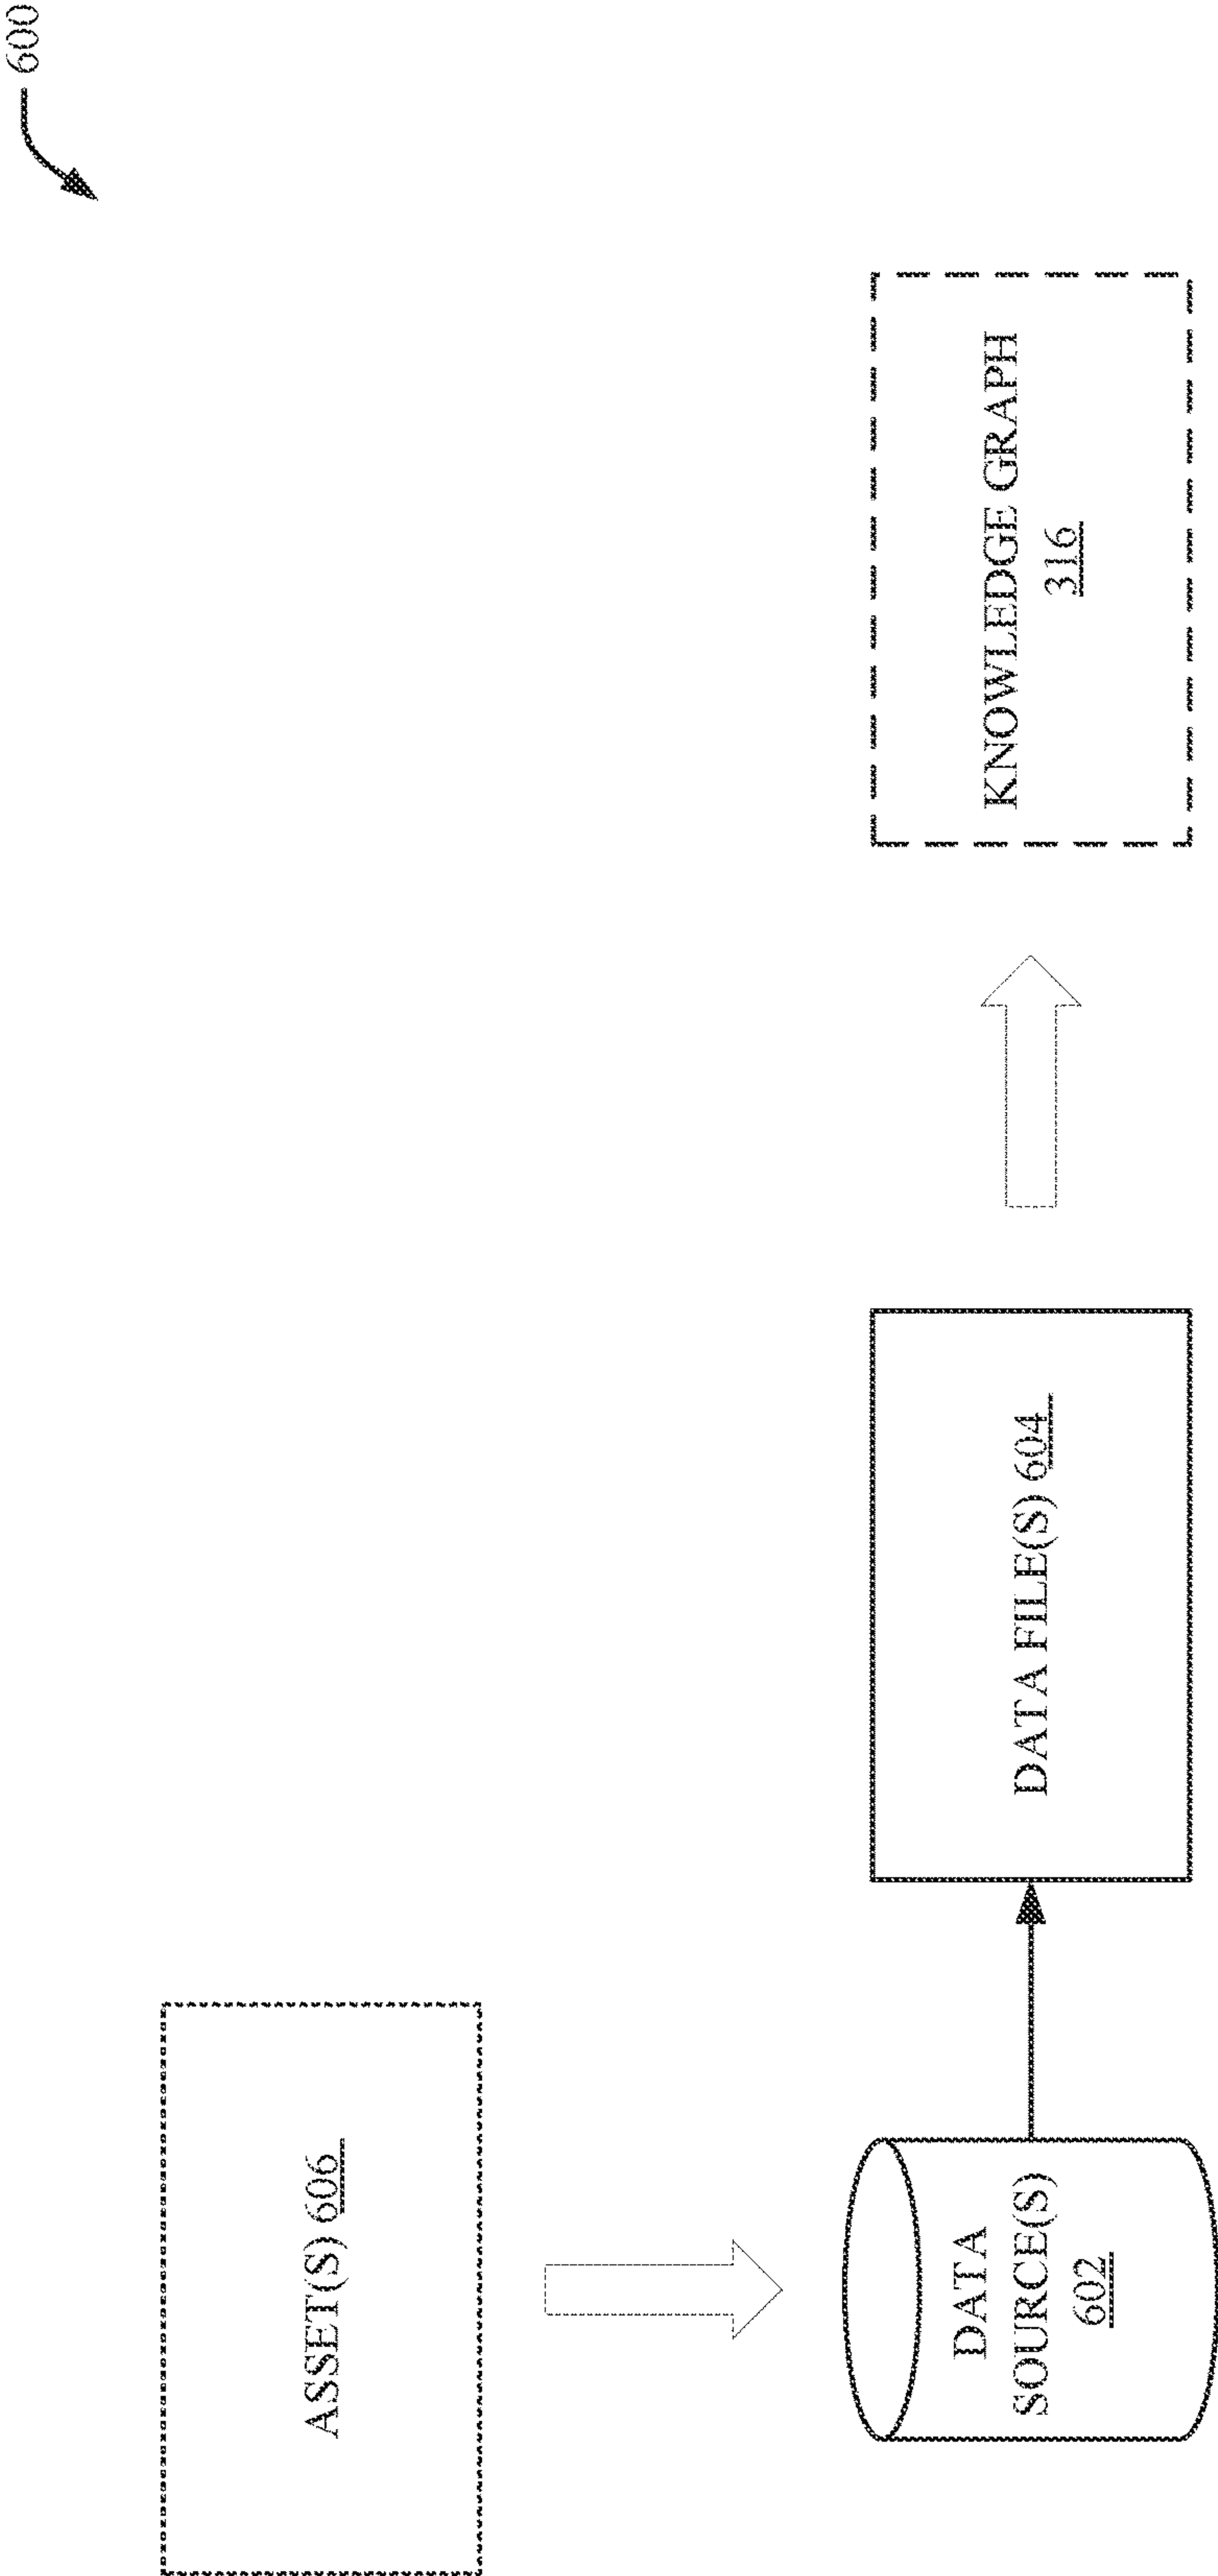 600
ASSET(S) 606
DATA
SOURCE(S)
602
DATA FILE(S) 604
KNOWLEDGE GRAPH
316